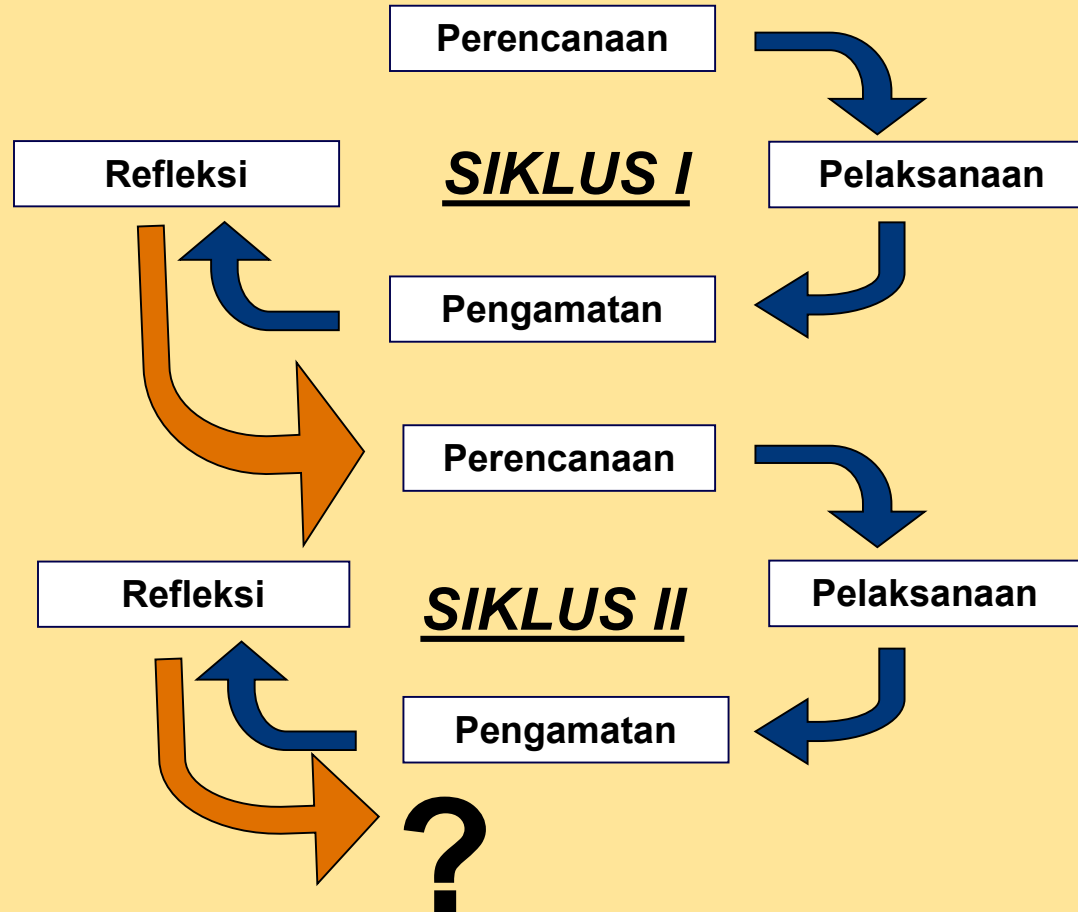 Perencanaan
Refleksi
SIKLUS I
Pelaksanaan
Pengamatan
Perencanaan
Refleksi
SIKLUS II
Pelaksanaan
Pengamatan
?